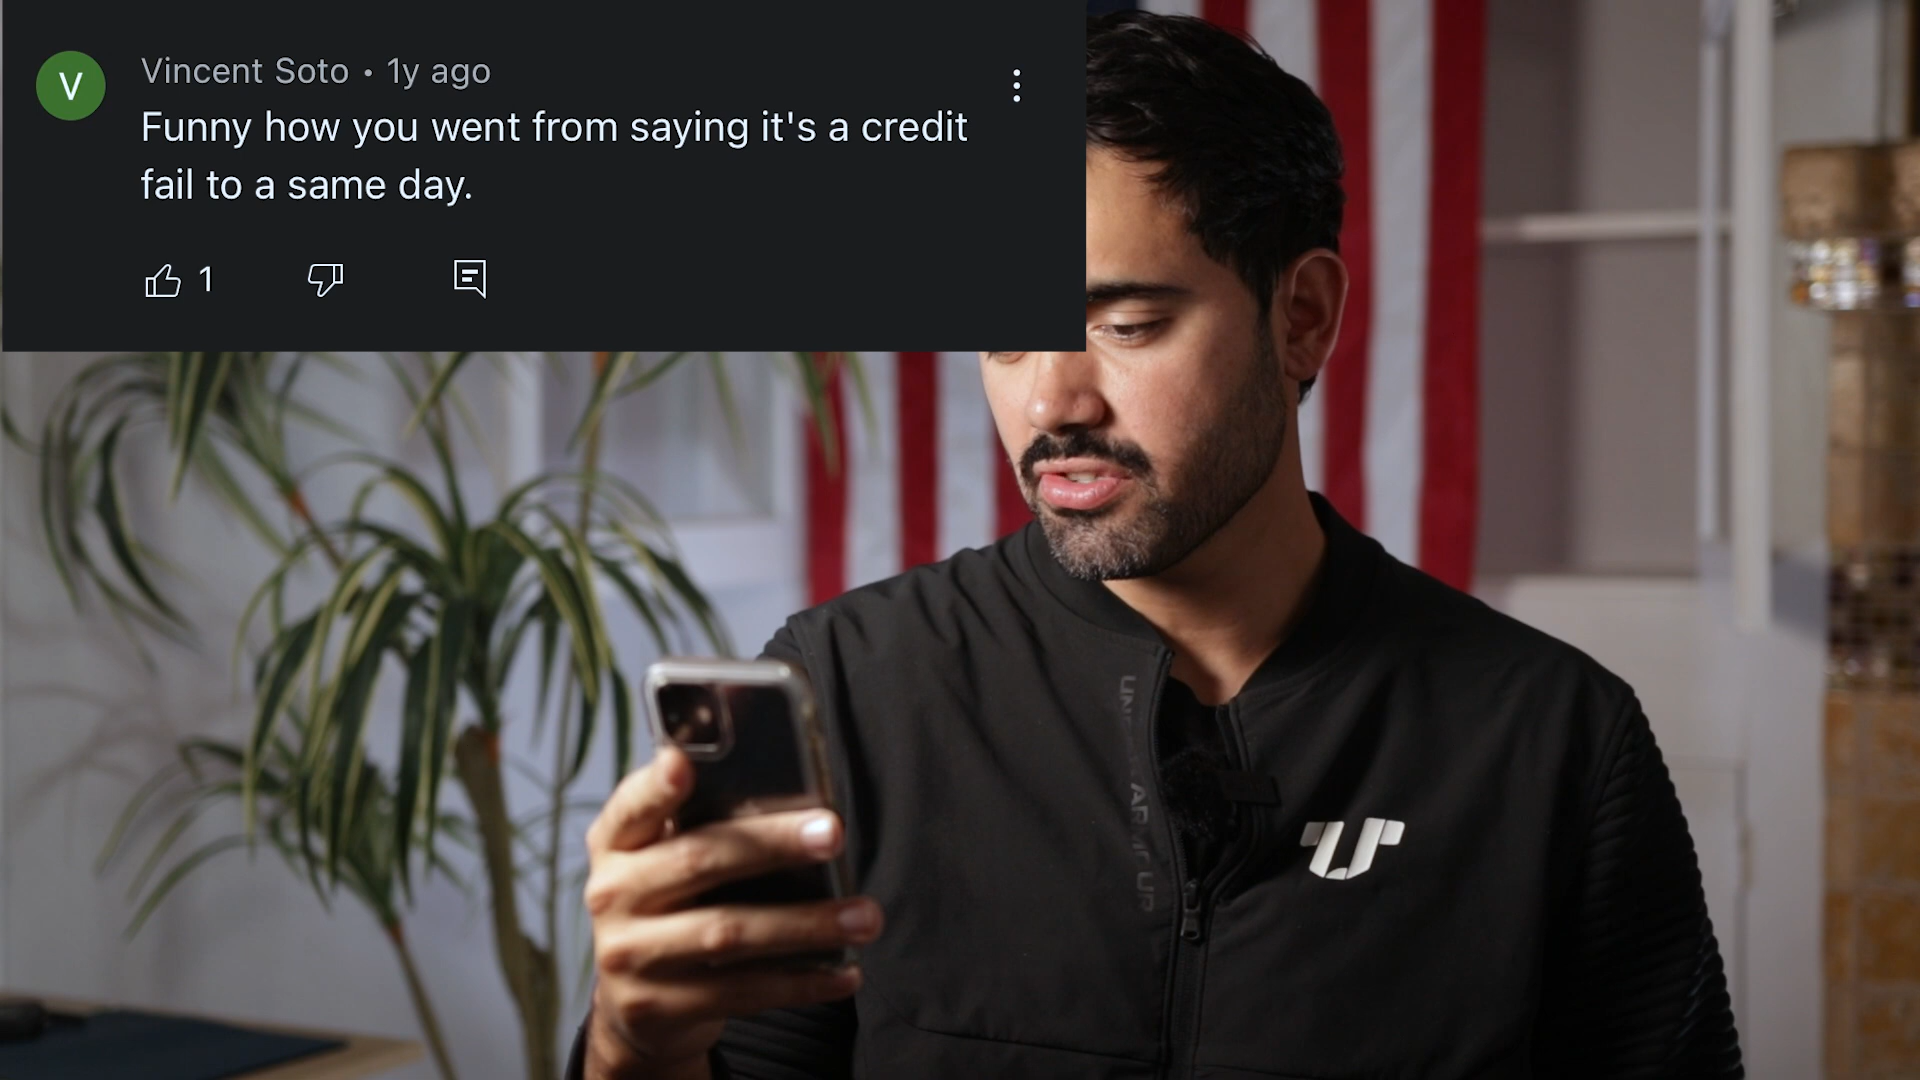 V
Vincent Soto • 1y ago
Funny how you went from saying it's a credit
fail to a same day.
1